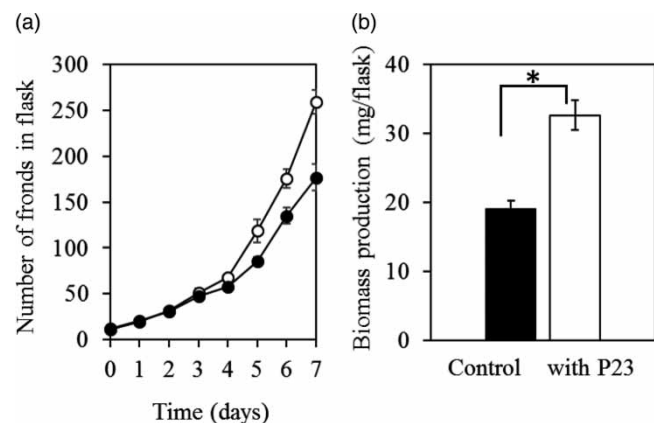 (a)
Number of fronds in flask
300
250
200
150
100
50
0
0 1 2 3 4 5 6 7
Time (days)
(b)
Biomass production (mg/flask)
40
30
20
10
0
*
Control with P23